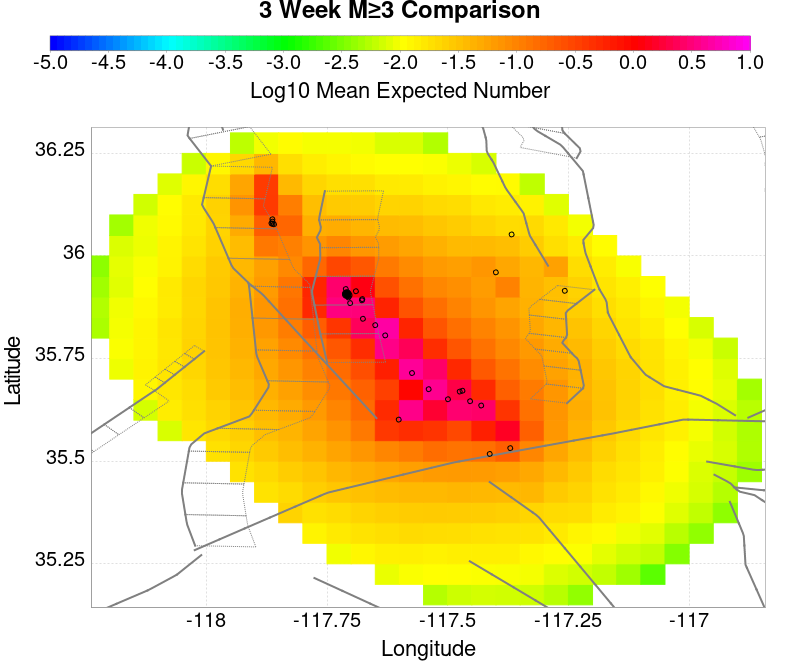 3 Week M≥3 Comparison
-5.0 -4.5 -4.0 -3.5 -3.0 -2.5 -2.0 -1.5 -1.0 -0.5 0.0 0.5 1.0
Log10 Mean Expected Number
36.25
36
35.75
35.5
35.25
Latitude
-118 -117.75 -117.5 -117.25 -117
Longitude